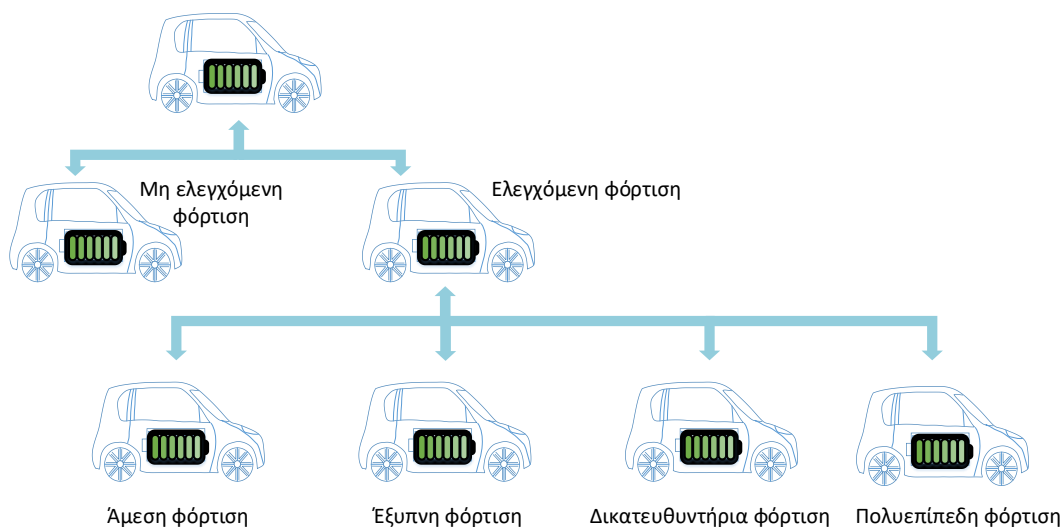 Μη ελεγχόμενη
φόρτιση
Ελεγχόμενη φόρτιση
Άμεση φόρτιση
Έξυπνη φόρτιση
Δικατευθυντήρια φόρτιση
Πολυεπίπεδη φόρτιση